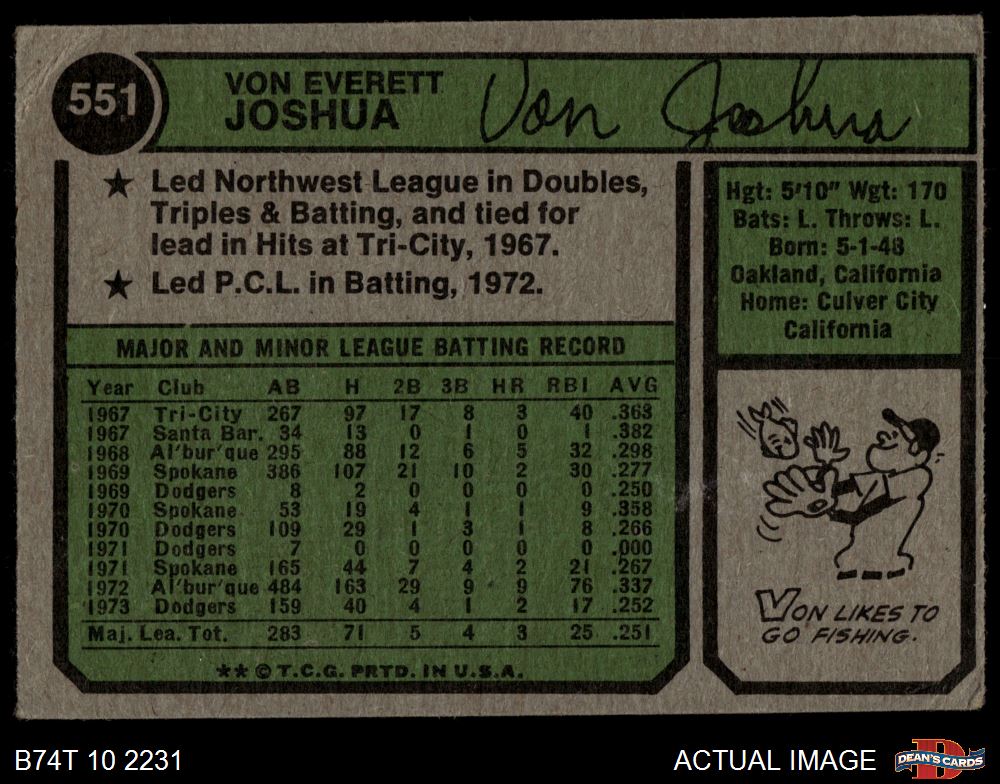 551
VON EVERETT
JOSHUA
Von Joshua
★ Led Northwest League in Doubles,
Triples & Batting, and tied for
lead in Hits at Tri-City, 1967.
★ Led P.C.L. in Batting, 1972.
Hgt: 5'10" Wgt: 170
Bats: L. Throws: L.
Born: 5-1-48
Oakland, California
Home: Culver City
California
MAJOR AND MINOR LEAGUE BATTING RECORD
Year Club AB H 2B 3B HR RBI AVG
1967 Tri-City 267 97 17 8 3 40 .363
1967 Santa Bar. 34 13 0 1 0 1 .382
1968 Al'bur'que 295 88 12 6 5 32 .298
1969 Spokane 386 107 21 10 2 30 .277
1969 Dodgers 8 2 0 0 0 0 .250
1970 Spokane 53 19 4 1 1 9 .358
1970 Dodgers 109 29 1 3 1 8 .266
1971 Dodgers 7 0 0 0 0 0 .000
1971 Spokane 165 44 7 4 2 21 .267
1972 Al'bur'que 484 163 29 9 9 76 .337
1973 Dodgers 159 40 4 1 2 17 .252
Maj. Lea. Tot. 283 71 5 4 3 25 .251
★★ © T.C.G. PRTD. IN U.S.A.
VON LIKES TO
GO FISHING.
B74T 10 2231
ACTUAL IMAGE
DEAN'S CARDS